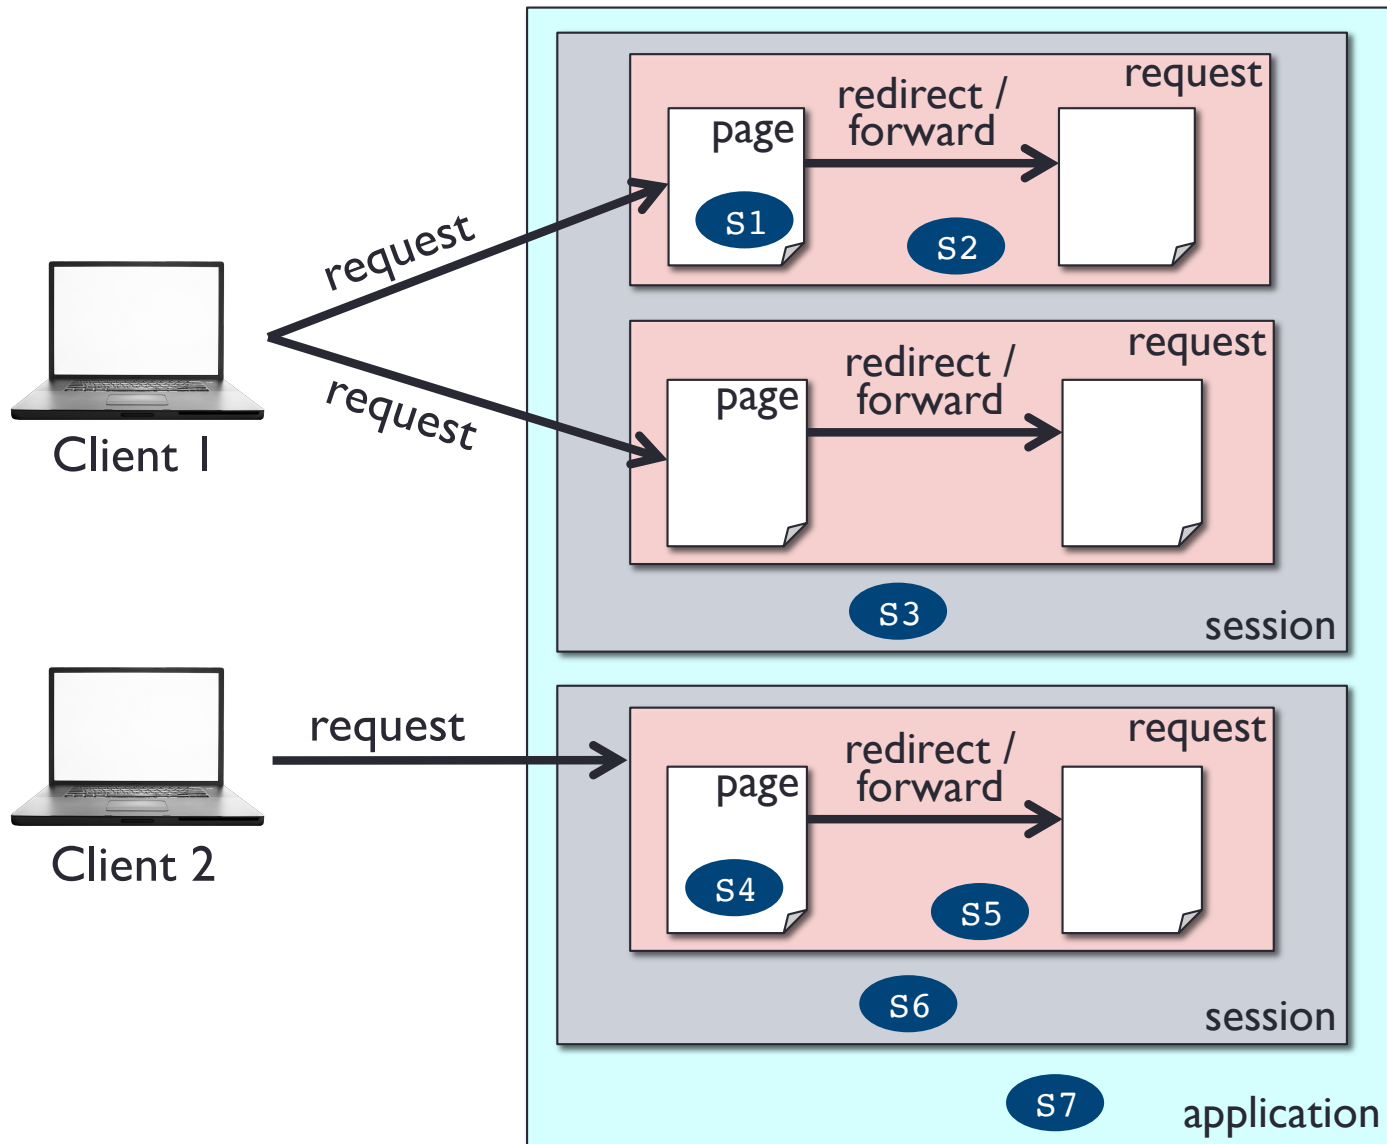 request
redirect /
forward
page
S1
S2
request
request
redirect /
forward
page
request
Client 1
S3
session
request
request
redirect /
forward
page
S4
S5
Client 2
S6
session
S7
application